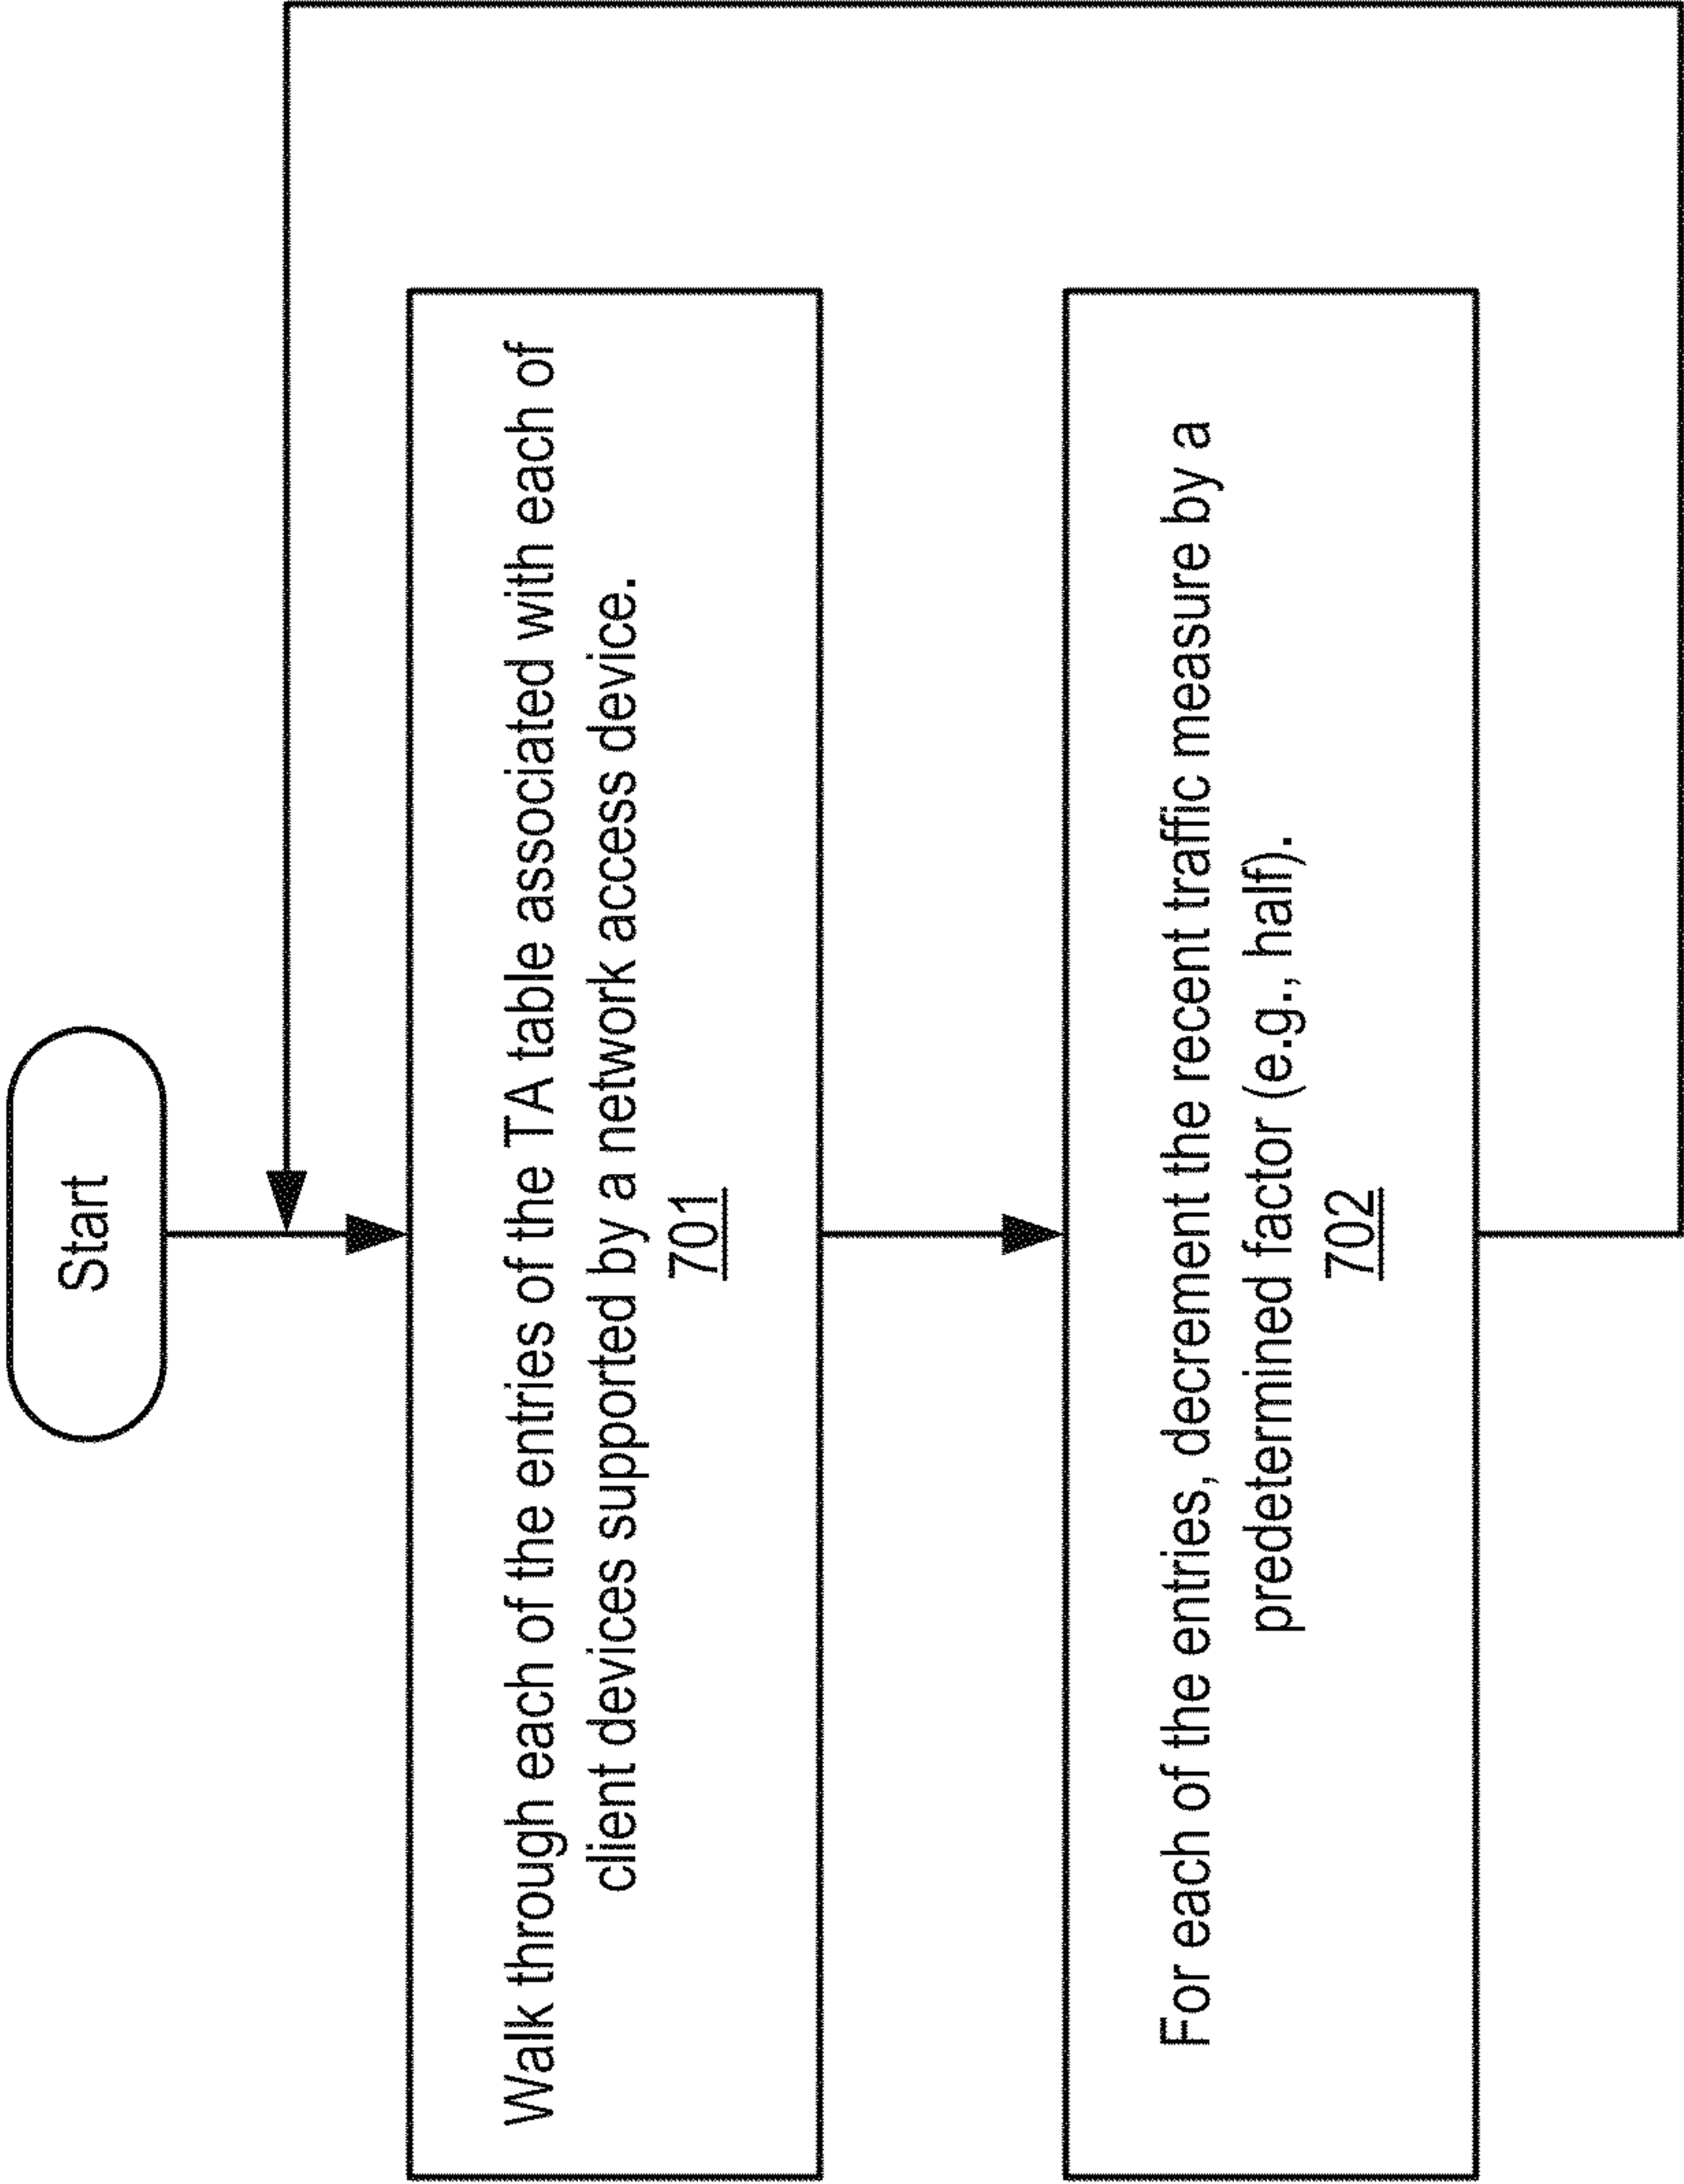 Start
Walk through each of the entries of the TA table associated with each of
client devices supported by a network access device.
701
For each of the entries, decrement the recent traffic measure by a
predetermined factor (e.g., half).
702